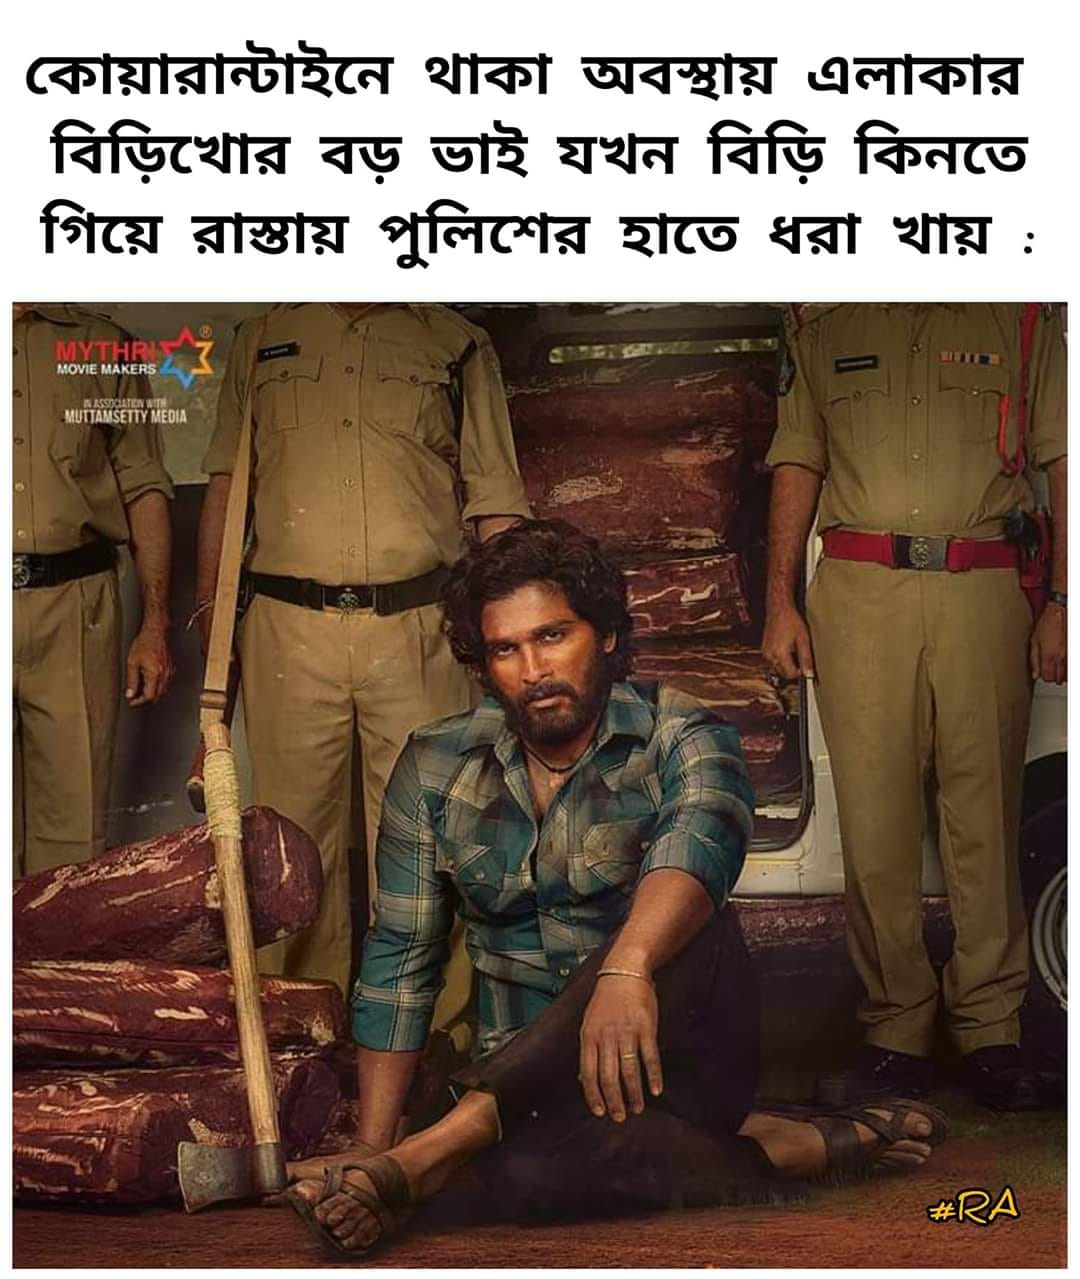 কোয়ারান্টাইনে থাকা অবস্থায় এলাকার
বিড়িখোর বড় ভাই যখন বিড়ি কিনতে
গিয়ে রাস্তায় পুলিশের হাতে ধরা খায় :
MYTHRI ®
MOVIE MAKERS
IN ASSOCIATION WITH
MUTTAMSETTY MEDIA
#RA